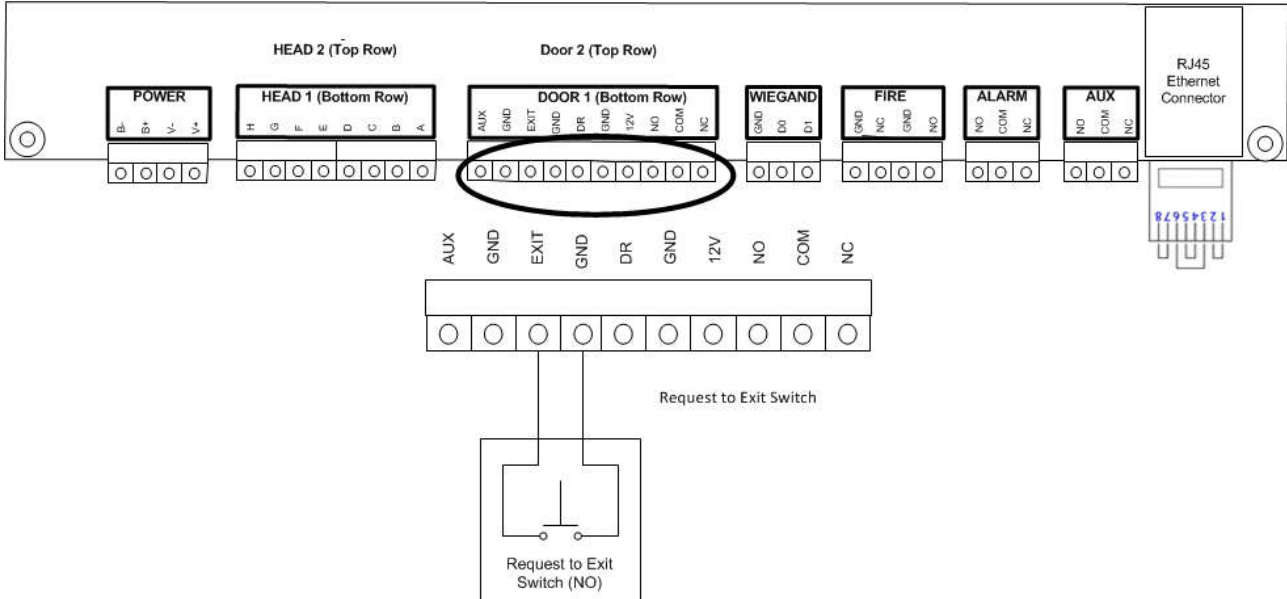 HEAD 2 (Top Row)
Door 2 (Top Row)
RJ45
Ethernet
Connector
POWER
HEAD 1 (Bottom Row)
DOOR 1 (Bottom Row)
WIEGAND
FIRE
ALARM
AUX
B- B+ V- V+
H G F E D C B A
AUX GND EXIT GND DR GND 12V NO COM NC
GND D0 D1
GND NC GND NO
NO COM NC
NO COM NC
87654321
AUX GND EXIT GND DR GND 12V NO COM NC
Request to Exit Switch
Request to Exit
Switch (NO)